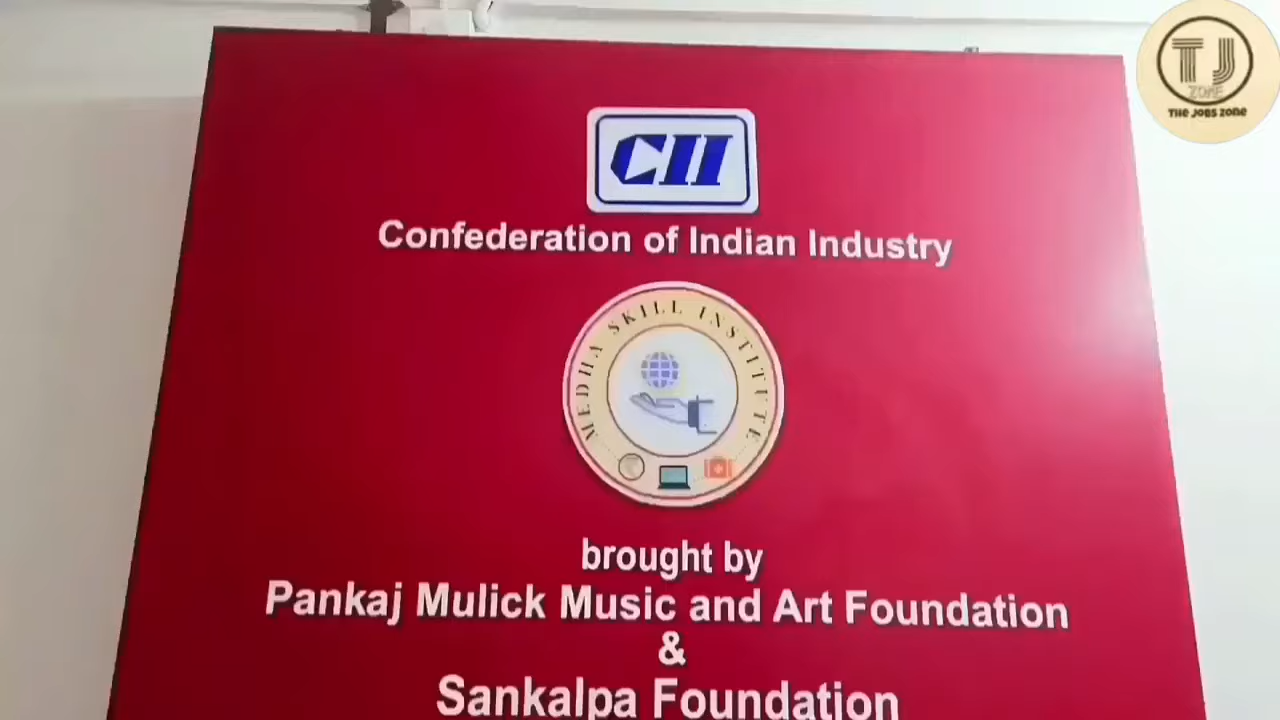 CII
Confederation of Indian Industry
MEDHA SKILL INSTITUTE
brought by
Pankaj Mulick Music and Art Foundation
&
Sankalpa Foundation
TJ
ZONE
THE JOBS ZONE